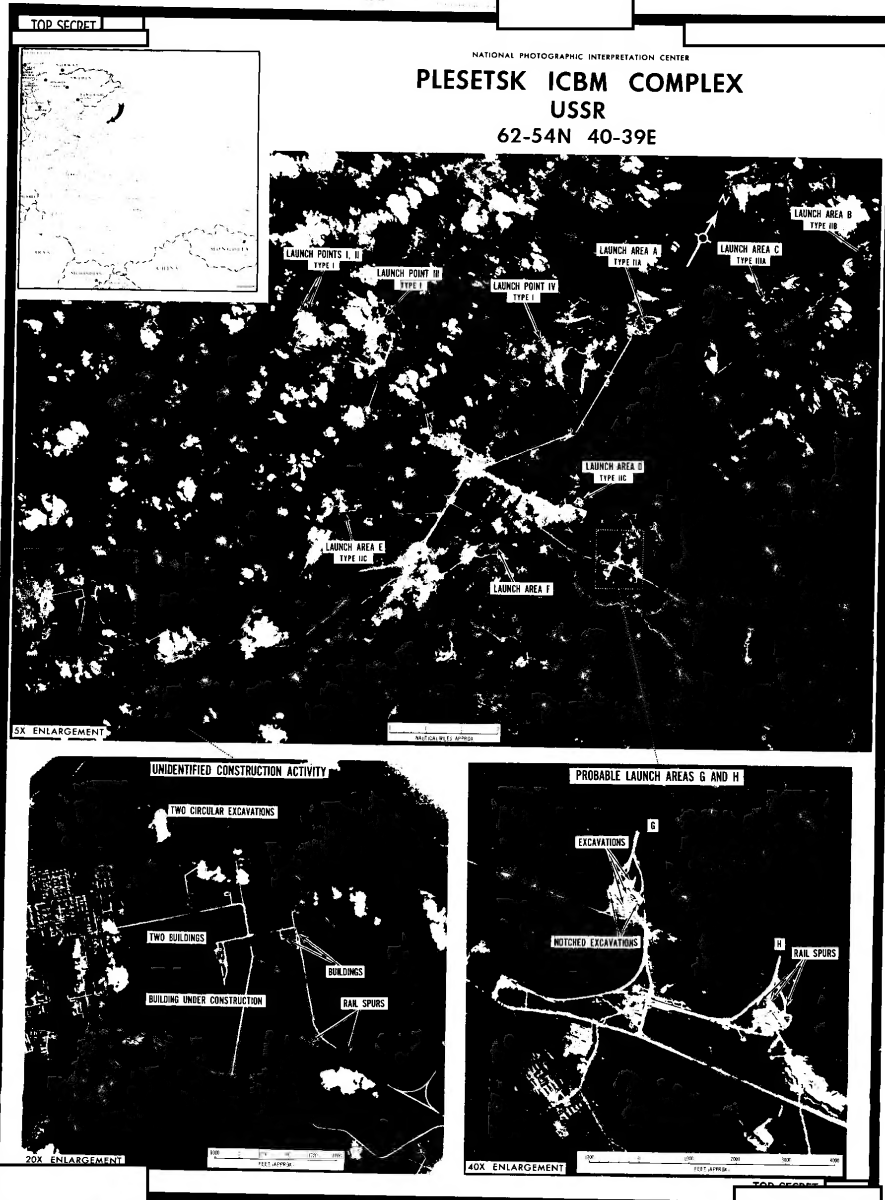 TOP SECRET
NATIONAL PHOTOGRAPHIC INTERPRETATION CENTER
PLESETSK ICBM COMPLEX
USSR
62-54N 40-39E
MONGOLIA
CHINA
LAUNCH POINTS I, II
TYPE I
LAUNCH POINT III
TYPE I
LAUNCH POINT IV
TYPE I
LAUNCH AREA A
TYPE IIA
LAUNCH AREA C
TYPE IIIA
LAUNCH AREA B
TYPE IIB
N
LAUNCH AREA D
TYPE IIC
LAUNCH AREA E
TYPE IIC
LAUNCH AREA F
5X ENLARGEMENT
NAUTICAL MILES APPROX
UNIDENTIFIED CONSTRUCTION ACTIVITY
TWO CIRCULAR EXCAVATIONS
TWO BUILDINGS
BUILDINGS
BUILDING UNDER CONSTRUCTION
RAIL SPURS
20X ENLARGEMENT
FEET APPROX
PROBABLE LAUNCH AREAS G AND H
G
EXCAVATIONS
NOTCHED EXCAVATIONS
H
RAIL SPURS
40X ENLARGEMENT
FEET APPROX
TOP SECRET